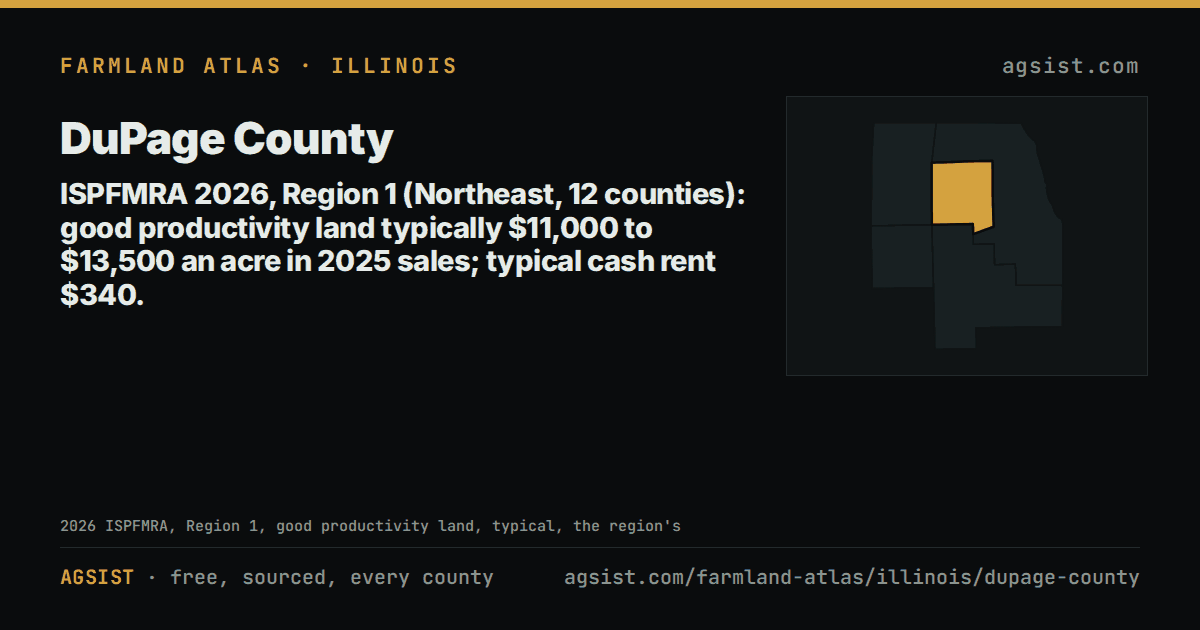 FARMLAND ATLAS · ILLINOIS
agsist.com
DuPage County
ISPFMRA 2026, Region 1 (Northeast, 12 counties):
good productivity land typically $11,000 to
$13,500 an acre in 2025 sales; typical cash rent
$340.
2026 ISPFMRA, Region 1, good productivity land, typical, the region's
AGSIST · free, sourced, every county
agsist.com/farmland-atlas/illinois/dupage-county